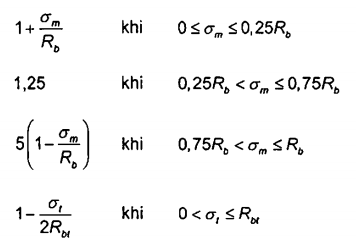 1+σ_m/R_b khi 0≤σ_m≤0,25R_b
1,25 khi 0,25R_b<σ_m≤0,75R_b
5(1−σ_m/R_b) khi 0,75R_b<σ_m≤R_b
1−σ_t/2R_bt khi 0<σ_t≤R_bt